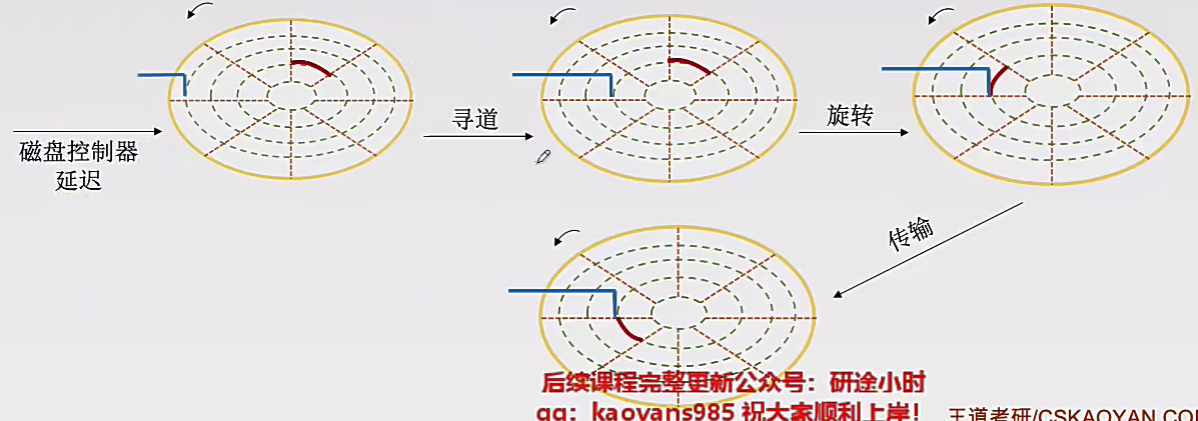 磁盘控制器
延迟
寻道
旋转
传输
后续课程完整更新公众号：研途小时
qq：kaoyans985 祝大家顺利上岸！
王道考研/CSKAOYAN.CO